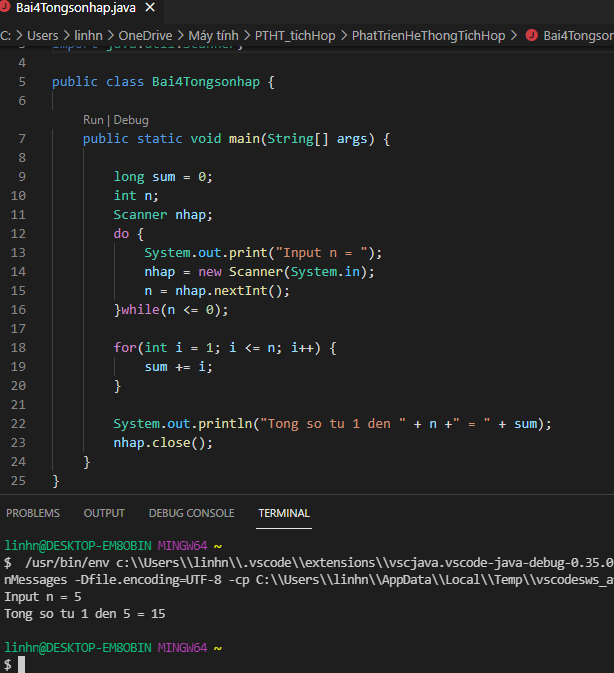 Bai4Tongsonhap.java
C: > Users > linhn > OneDrive > Máy tính > PTHT_tichHop > PhatTrienHeThongTichHop > Bai4Tongson
3 import java.util.Scanner;
4
5 public class Bai4Tongsonhap {
6
Run | Debug
7 public static void main(String[] args) {
8
9 long sum = 0;
10 int n;
11 Scanner nhap;
12 do {
13 System.out.print("Input n = ");
14 nhap = new Scanner(System.in);
15 n = nhap.nextInt();
16 }while(n <= 0);
17
18 for(int i = 1; i <= n; i++) {
19 sum += i;
20 }
21
22 System.out.println("Tong so tu 1 den " + n +" = " + sum);
23 nhap.close();
24 }
25 }
PROBLEMS OUTPUT DEBUG CONSOLE TERMINAL
linhn@DESKTOP-EM8OBIN MINGW64 ~
$ /usr/bin/env c:\\Users\\linhn\\.vscode\\extensions\\vscjava.vscode-java-debug-0.35.0
nMessages -Dfile.encoding=UTF-8 -cp C:\\Users\\linhn\\AppData\\Local\\Temp\\vscodesws_a
Input n = 5
Tong so tu 1 den 5 = 15
linhn@DESKTOP-EM8OBIN MINGW64 ~
$